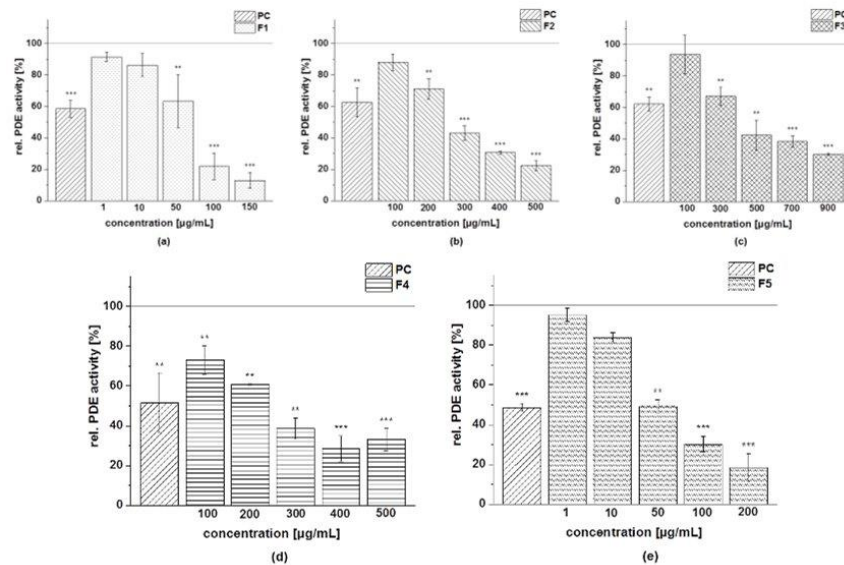 PC
F1
120
100
80
60
40
20
0
rel. PDE activity [%]
***
**
***
***
1 10 50 100 150
concentration [µg/mL]
(a)
PC
F2
120
100
80
60
40
20
0
rel. PDE activity [%]
**
**
***
***
***
100 200 300 400 500
concentration [µg/mL]
(b)
PC
F3
120
100
80
60
40
20
0
rel. PDE activity [%]
**
**
**
***
***
100 300 500 700 900
concentration [µg/mL]
(c)
PC
F4
120
100
80
60
40
20
0
rel. PDE activity [%]
**
**
**
**
***
***
100 200 300 400 500
concentration [µg/mL]
(d)
PC
F5
120
100
80
60
40
20
0
rel. PDE activity [%]
***
**
***
***
1 10 50 100 200
concentration [µg/mL]
(e)